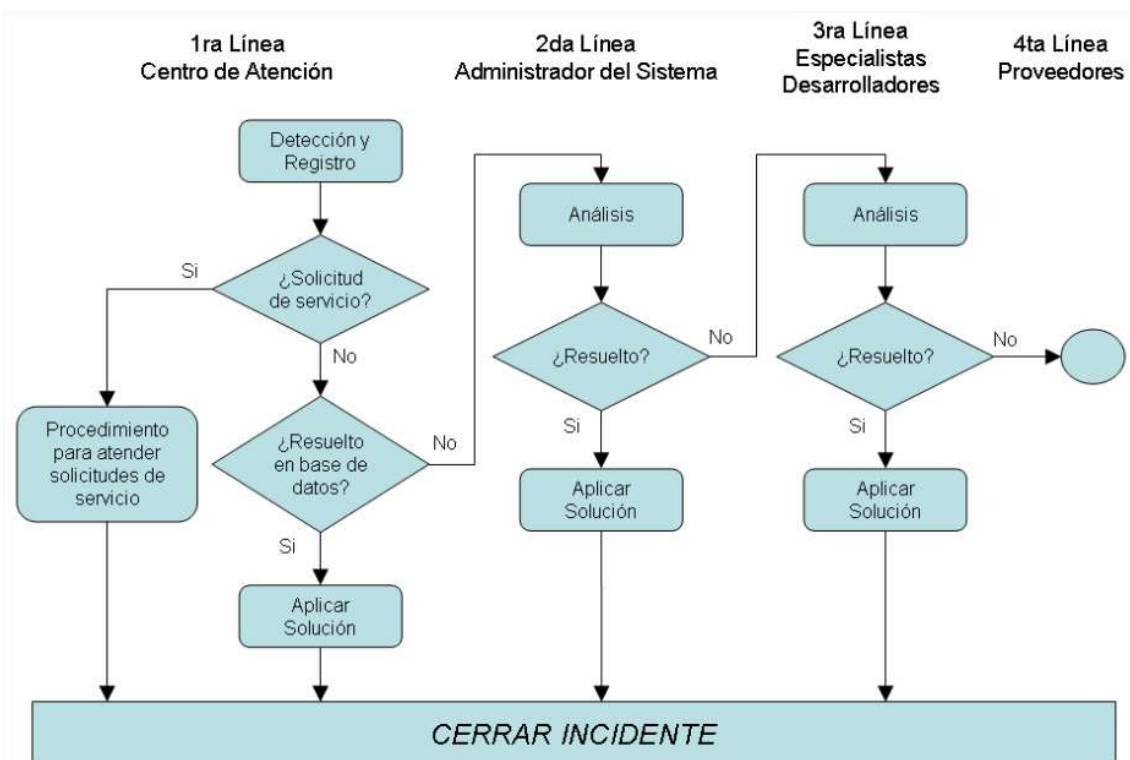 1ra Línea
Centro de Atención
2da Línea
Administrador del Sistema
3ra Línea
Especialistas
Desarrolladores
4ta Línea
Proveedores
Detección y
Registro
¿Solicitud
de servicio?
Si
No
Procedimiento
para atender
solicitudes de
servicio
¿Resuelto
en base de
datos?
No
Si
Aplicar
Solución
Análisis
¿Resuelto?
No
Si
Aplicar
Solución
Análisis
¿Resuelto?
No
Si
Aplicar
Solución
CERRAR INCIDENTE